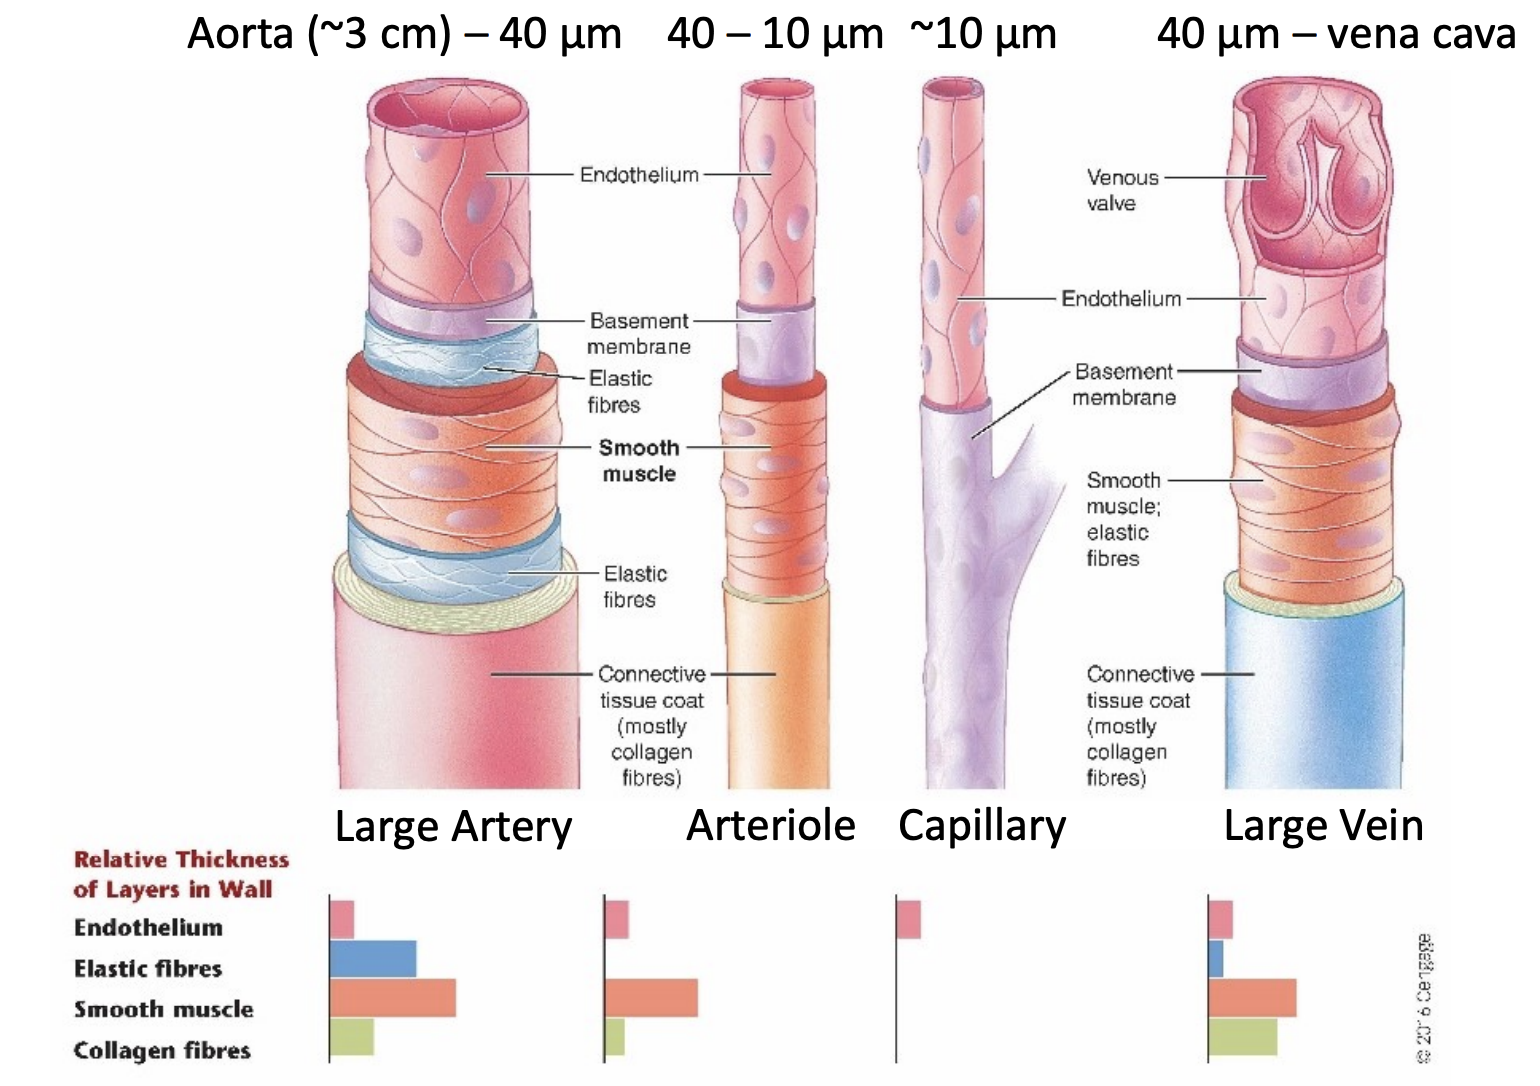 Aorta (~3 cm) – 40 µm
40 – 10 µm
~10 µm
40 µm – vena cava
Endothelium
Basement
membrane
Elastic
fibres
Smooth
muscle
Elastic
fibres
Connective
tissue coat
(mostly
collagen
fibres)
Venous
valve
Endothelium
Basement
membrane
Smooth
muscle;
elastic
fibres
Connective
tissue coat
(mostly
collagen
fibres)
Large Artery
Arteriole
Capillary
Large Vein
Relative Thickness
of Layers in Wall
Endothelium
Elastic fibres
Smooth muscle
Collagen fibres
© 2016 Cengage